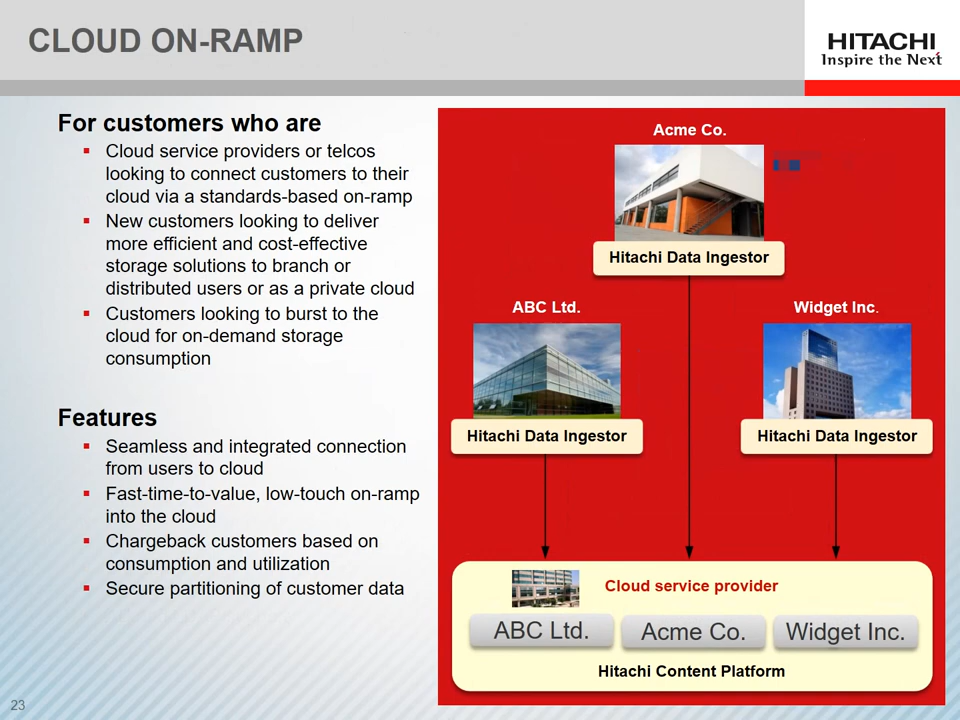 CLOUD ON-RAMP
HITACHI
Inspire the Next
For customers who are
Cloud service providers or telcos
looking to connect customers to their
cloud via a standards-based on-ramp
New customers looking to deliver
more efficient and cost-effective
storage solutions to branch or
distributed users or as a private cloud
Customers looking to burst to the
cloud for on-demand storage
consumption
Features
Seamless and integrated connection
from users to cloud
Fast-time-to-value, low-touch on-ramp
into the cloud
Chargeback customers based on
consumption and utilization
Secure partitioning of customer data
Acme Co.
Hitachi Data Ingestor
ABC Ltd.
Hitachi Data Ingestor
Widget Inc.
Hitachi Data Ingestor
Cloud service provider
ABC Ltd.
Acme Co.
Widget Inc.
Hitachi Content Platform
23